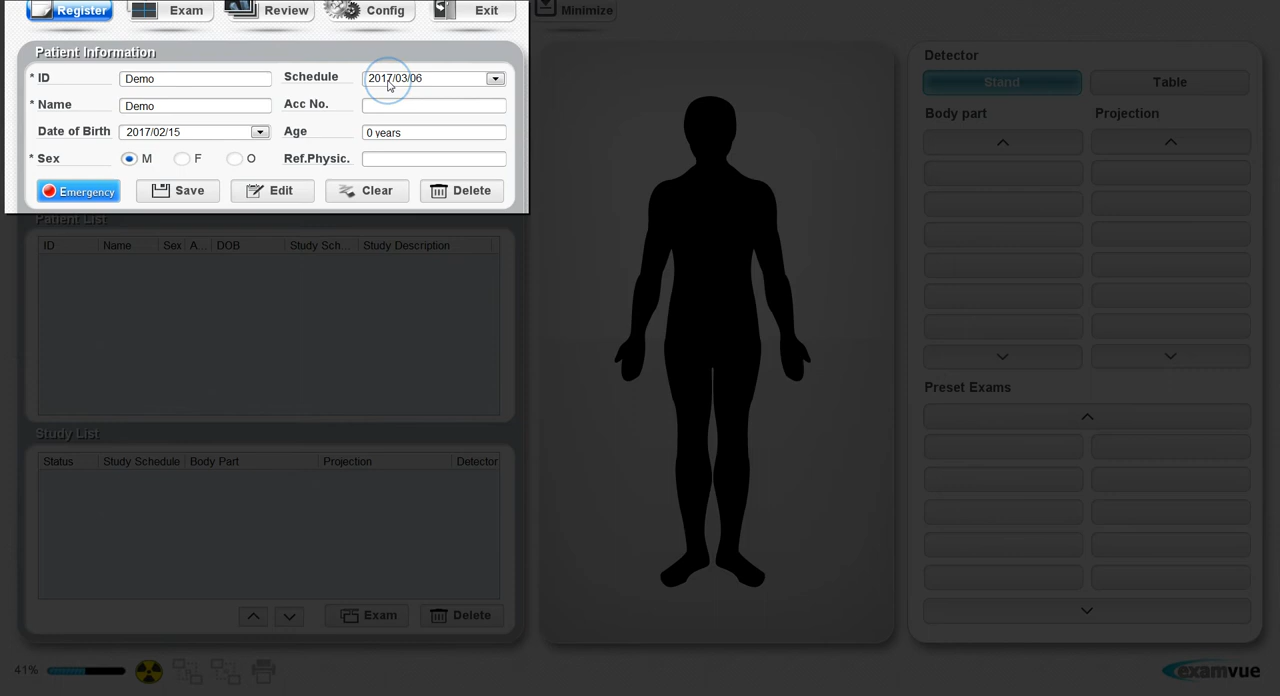 Register Exam Review Config Exit Minimize
Patient Information
* ID Demo Schedule 2017/03/06
* Name Demo Acc No.
Date of Birth 2017/02/15 Age 0 years
* Sex M F O Ref.Physic.
Emergency Save Edit Clear Delete
Patient List
ID Name Sex A... DOB Study Sch... Study Description
Study List
Status Study Schedule Body Part Projection Detector
Exam Delete
Detector
Stand Table
Body part Projection
Preset Exams
41%
examvue